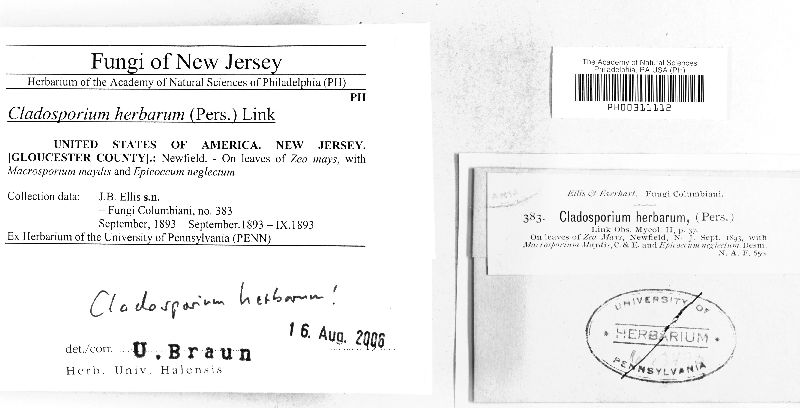 Fungi of New Jersey
Herbarium of the Academy of Natural Sciences of Philadelphia (PH)
PH
Cladosporium herbarum (Pers.) Link
UNITED STATES OF AMERICA. NEW JERSEY.
[GLOUCESTER COUNTY].: Newfield. - On leaves of Zeo mays, with
Macrosporium maydis and Epicoccum neglectum
Collection data: J.B. Ellis s.n.
—Fungi Columbiani, no. 383
September, 1893 - September.1893 - IX.1893
Ex Herbarium of the University of Pennsylvania (PENN)
Cladosporium herbarum!
16 Aug. 2006
det./corr. U. Braun
Herb. Univ. Halensis
The Academy of Natural Sciences
Philadelphia, PA USA (PH)
PH00311112
Ellis & Everhart. Fungi Columbiani.
383. Cladosporium herbarum, (Pers.)
Link Obs. Mycol. II, p. 37.
On leaves of Zea Mays, Newfield, N. J. Sept. 1893, with
Macrosporium Maydis, C. & E. and Epicoccum neglectum Desm.
N. A. F.
UNIVERSITY OF
HERBARIUM
PENNSYLVANIA